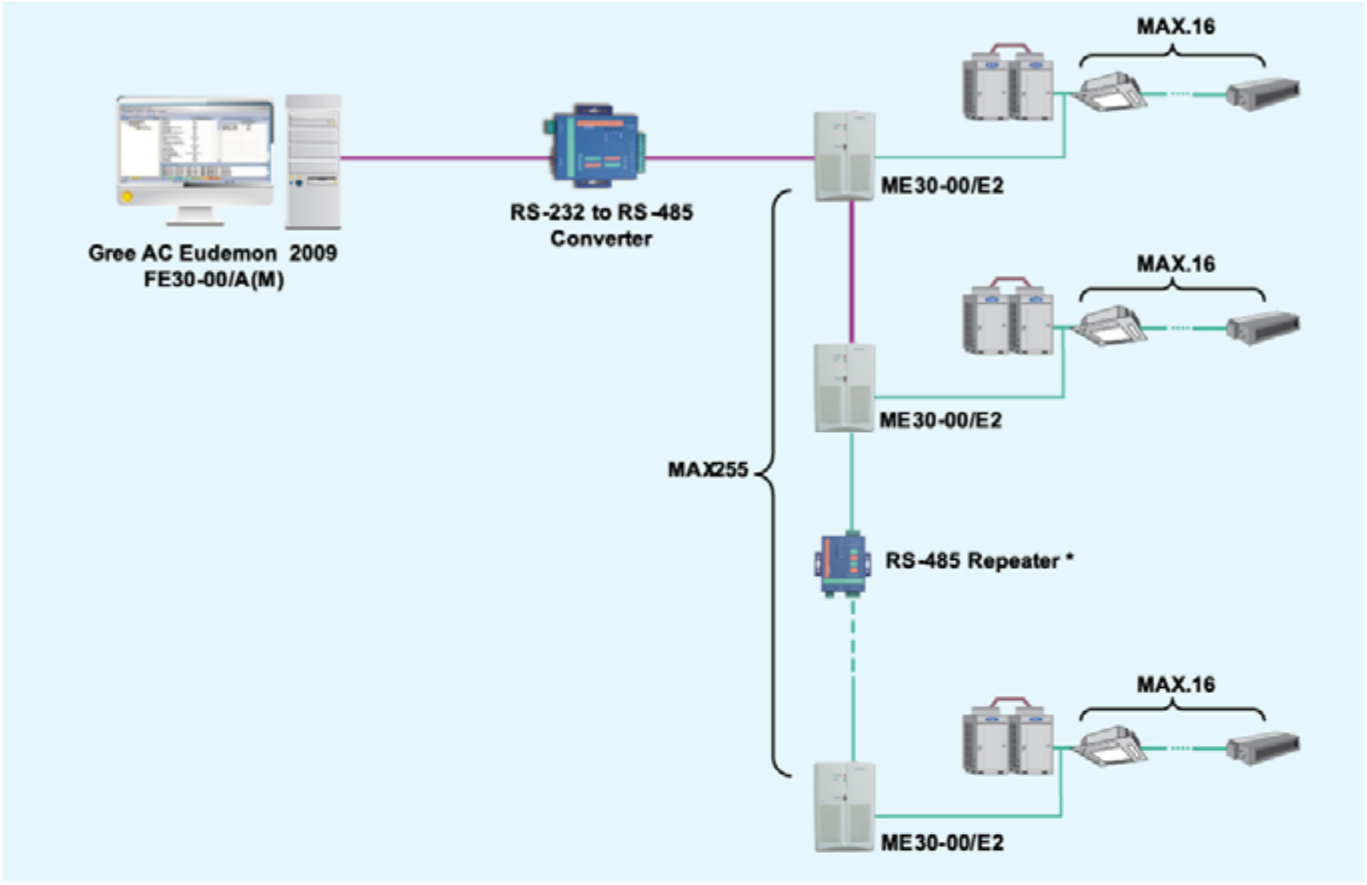 MAX.16
ME30-00/E2
RS-232 to RS-485
Converter
Gree AC Eudemon 2009
FE30-00/A(M)
MAX.16
ME30-00/E2
MAX255
RS-485 Repeater *
MAX.16
ME30-00/E2